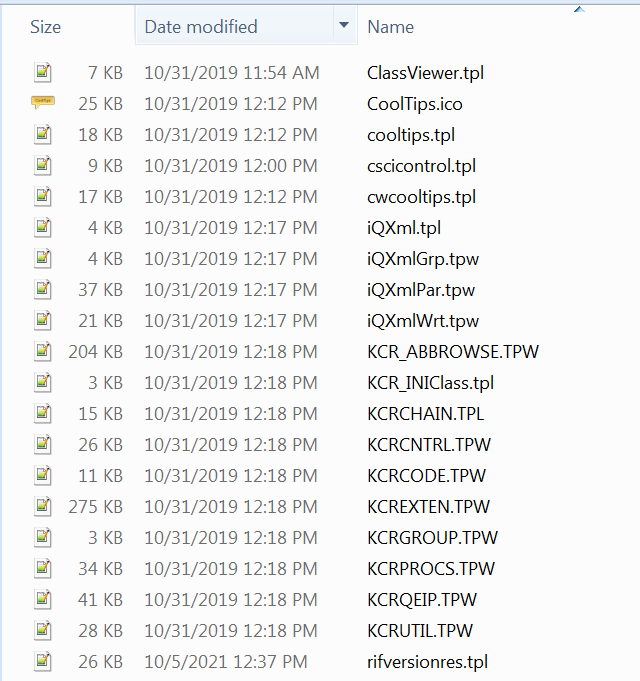 Size Date modified Name
7 KB 10/31/2019 11:54 AM ClassViewer.tpl
25 KB 10/31/2019 12:12 PM CoolTips.ico
18 KB 10/31/2019 12:12 PM cooltips.tpl
9 KB 10/31/2019 12:00 PM cscicontrol.tpl
17 KB 10/31/2019 12:12 PM cwcooltips.tpl
4 KB 10/31/2019 12:17 PM iQXml.tpl
4 KB 10/31/2019 12:17 PM iQXmlGrp.tpw
37 KB 10/31/2019 12:17 PM iQXmlPar.tpw
21 KB 10/31/2019 12:17 PM iQXmlWrt.tpw
204 KB 10/31/2019 12:18 PM KCR_ABBROWSE.TPW
3 KB 10/31/2019 12:18 PM KCR_INIClass.tpl
15 KB 10/31/2019 12:18 PM KCRCHAIN.TPL
26 KB 10/31/2019 12:18 PM KCRCNTRL.TPW
11 KB 10/31/2019 12:18 PM KCRCODE.TPW
275 KB 10/31/2019 12:18 PM KCREXTEN.TPW
3 KB 10/31/2019 12:18 PM KCRGROUP.TPW
34 KB 10/31/2019 12:18 PM KCRPROCS.TPW
41 KB 10/31/2019 12:18 PM KCRQEIP.TPW
28 KB 10/31/2019 12:18 PM KCRUTIL.TPW
26 KB 10/5/2021 12:37 PM rifversionres.tpl